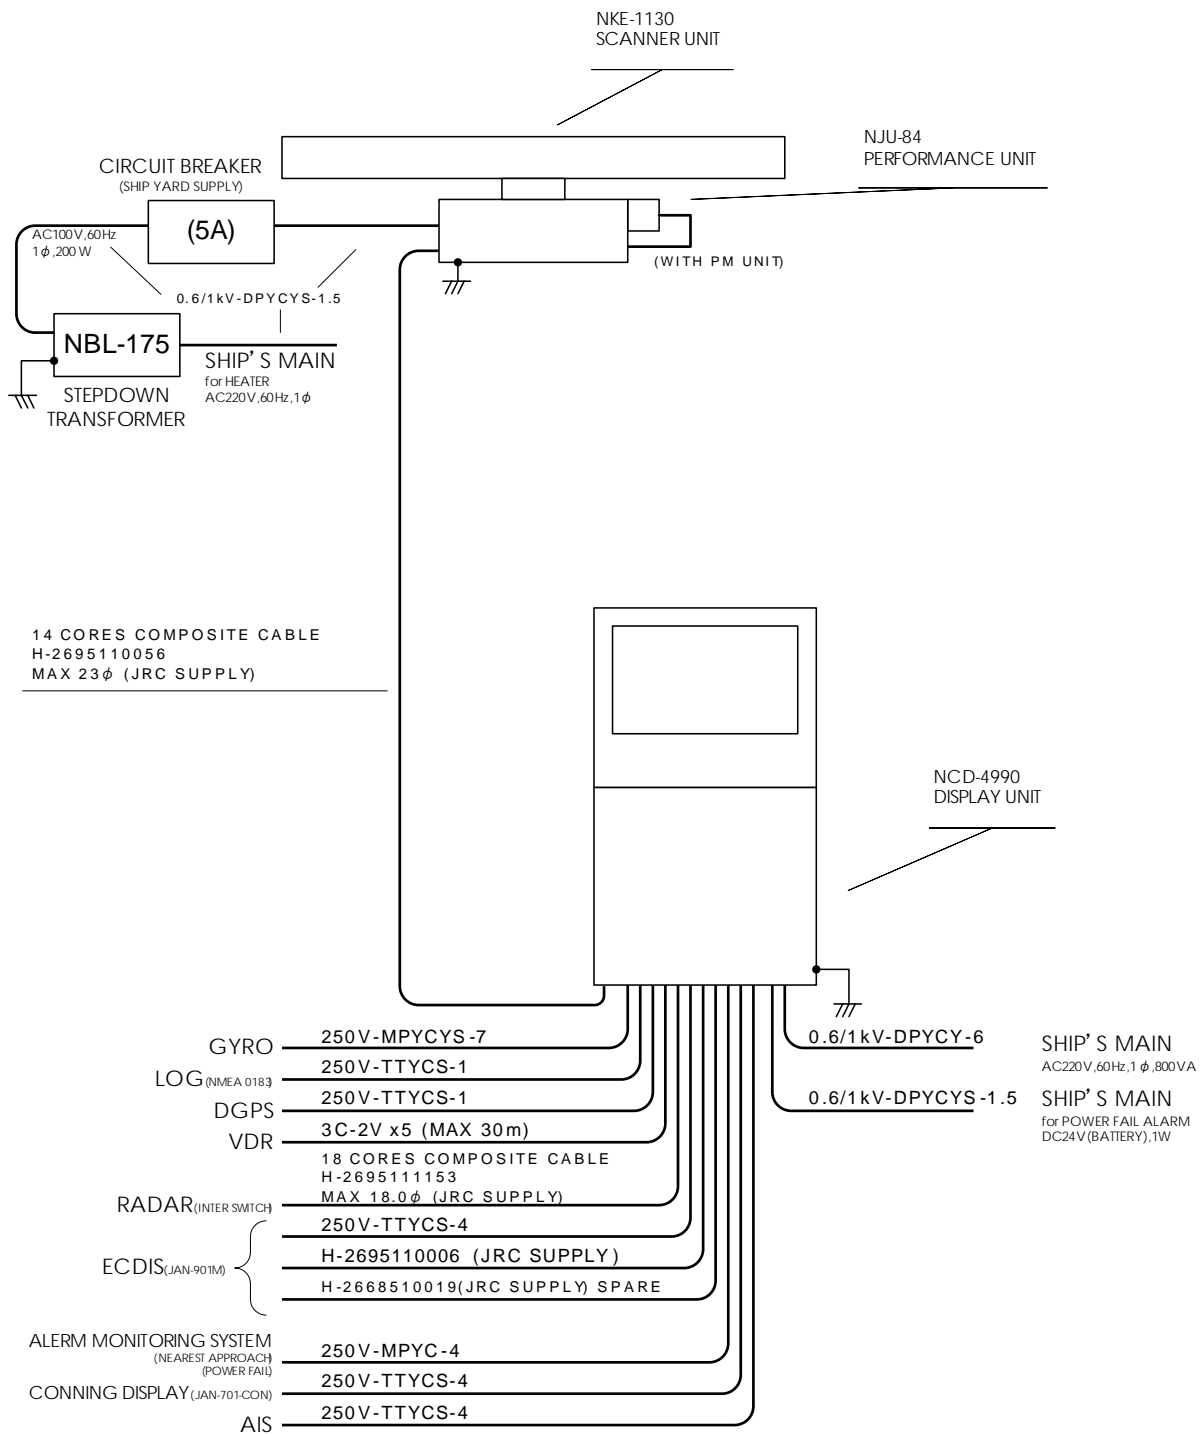 NKE-1130
SCANNER UNIT
NJU-84
PERFORMANCE UNIT
CIRCUIT BREAKER
(SHIP YARD SUPPLY)
(5A)
AC100V,60Hz
1ϕ,200W
(WITH PM UNIT)
0.6/1kV-DPYCYS-1.5
NBL-175
SHIP'S MAIN
for HEATER
AC220V,60Hz,1ϕ
STEPDOWN
TRANSFORMER
14 CORES COMPOSITE CABLE
H-2695110056
MAX 23ϕ (JRC SUPPLY)
NCD-4990
DISPLAY UNIT
GYRO 250V-MPYCYS-7
LOG(NMEA 0183) 250V-TTYCS-1
DGPS 250V-TTYCS-1
VDR 3C-2V x5 (MAX 30m)
18 CORES COMPOSITE CABLE
H-2695111153
RADAR(INTER SWITCH) MAX 18.0ϕ (JRC SUPPLY)
250V-TTYCS-4
ECDIS(JAN-901M) H-2695110006 (JRC SUPPLY)
H-2668510019(JRC SUPPLY) SPARE
ALERM MONITORING SYSTEM
(NEAREST APPROACH)
(POWER FAIL)
250V-MPYC-4
CONNING DISPLAY(JAN-701-CON) 250V-TTYCS-4
AIS 250V-TTYCS-4
0.6/1kV-DPYCY-6
SHIP'S MAIN
AC220V,60Hz,1ϕ,800VA
0.6/1kV-DPYCYS-1.5
SHIP'S MAIN
for POWER FAIL ALARM
DC24V(BATTERY),1W